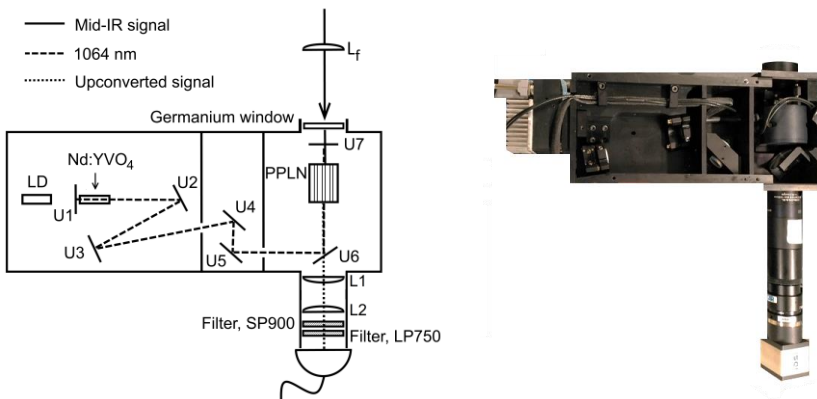 Mid-IR signal
1064 nm
Upconverted signal
Lf
Germanium window
U7
Nd:YVO4
PPLN
LD
U2
U1
U4
U3
U5
U6
L1
L2
Filter, SP900
Filter, LP750